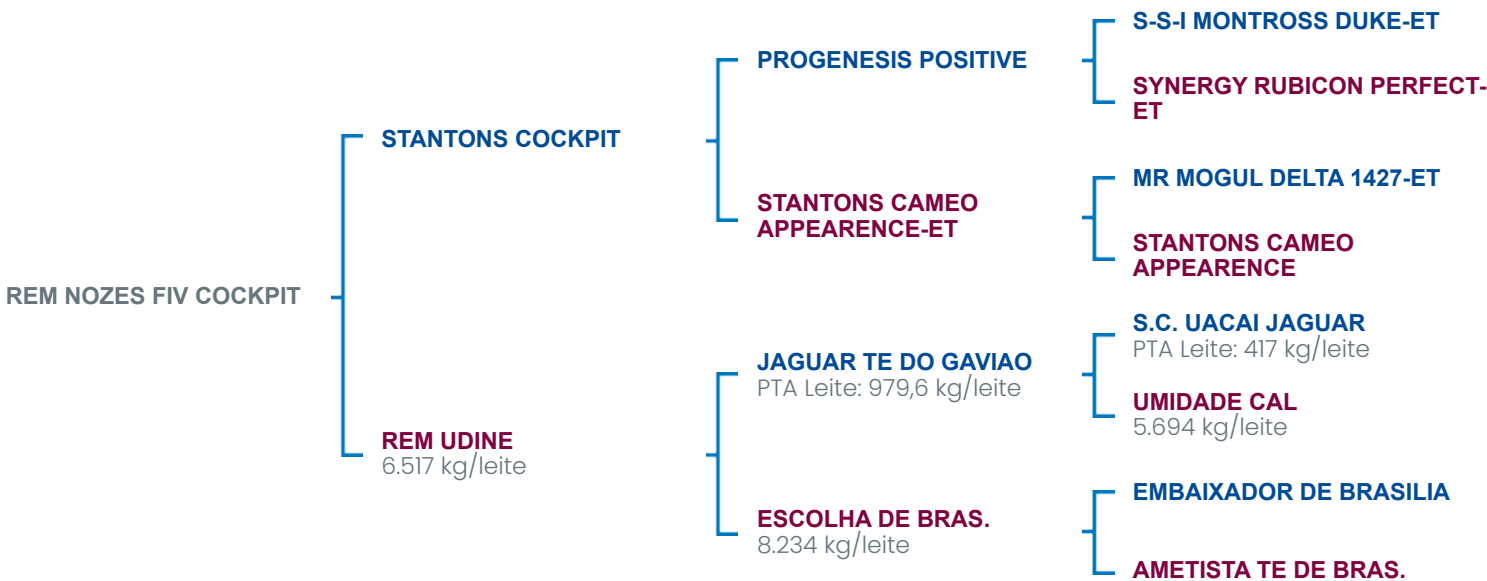 S-S-I MONTROSS DUKE-ET
PROGENESIS POSITIVE
SYNERGY RUBICON PERFECT-
ET
STANTONS COCKPIT
MR MOGUL DELTA 1427-ET
STANTONS CAMEO
APPEARENCE-ET
STANTONS CAMEO
APPEARENCE
REM NOZES FIV COCKPIT
S.C. UACAI JAGUAR
PTA Leite: 417 kg/leite
JAGUAR TE DO GAVIAO
PTA Leite: 979,6 kg/leite
UMIDADE CAL
5.694 kg/leite
REM UDINE
6.517 kg/leite
EMBAIXADOR DE BRASILIA
ESCOLHA DE BRAS.
8.234 kg/leite
AMETISTA TE DE BRAS.